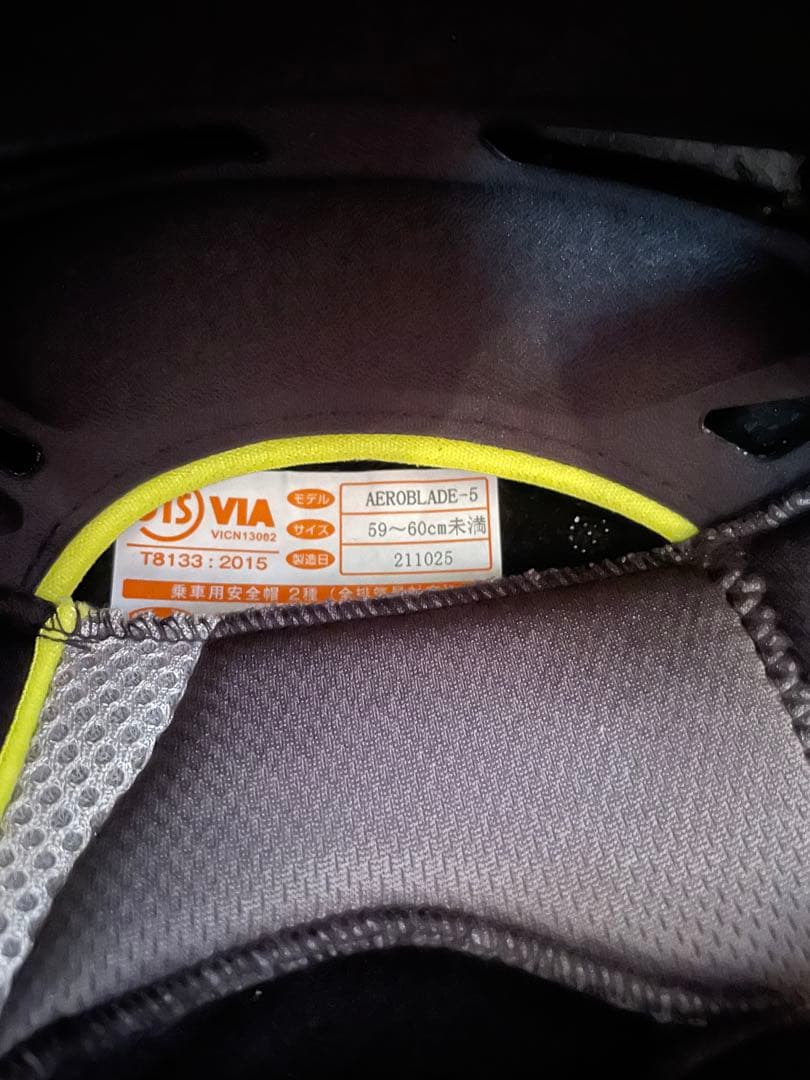 JIS VIA
VICN13002
T8133:2015
モデル AEROBLADE-5
サイズ 59〜60cm未満
製造日 211025
乗車用安全帽 2種